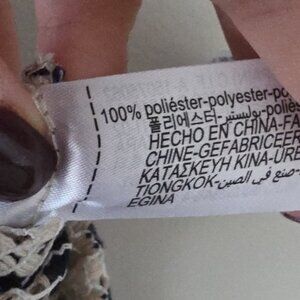 100% poliéster-polyester-po
폴리에스터-بوليستر-polié
HECHO EN CHINA-FA
CHINE-GEFABRICEER
ΚΑΤΑΣΚΕΥΗ ΚΙΝΑ-ÜRE
TIONGKOK-صنع في الصين
EGINA